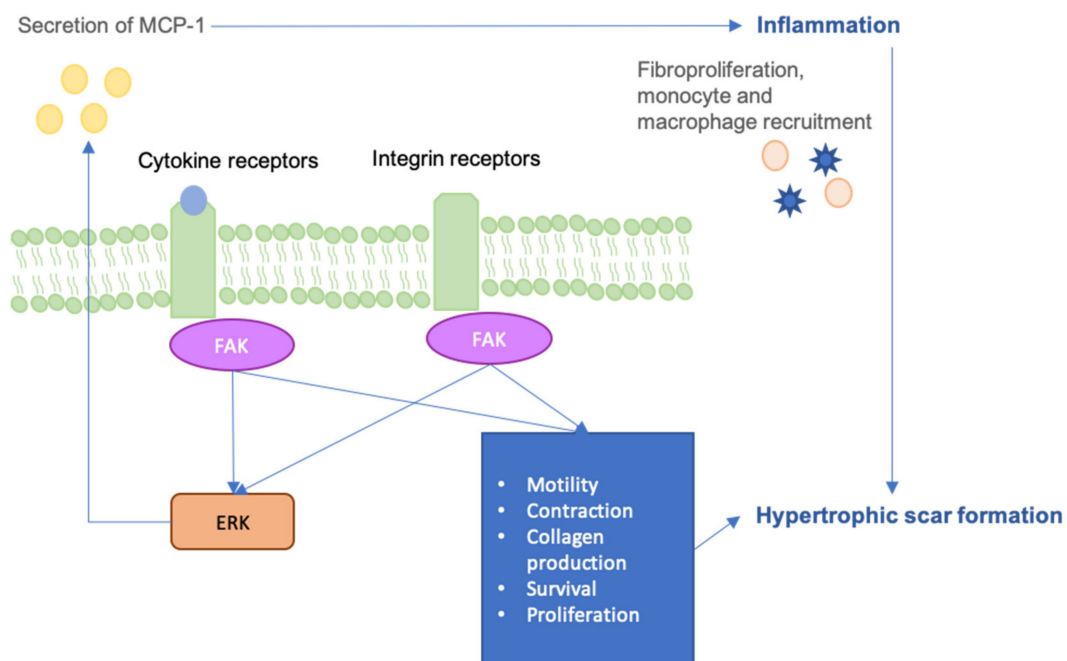 Secretion of MCP-1
Inflammation
Fibroproliferation,
monocyte and
macrophage recruitment
Cytokine receptors
Integrin receptors
FAK
FAK
• Motility
• Contraction
• Collagen
production
• Survival
• Proliferation
ERK
Hypertrophic scar formation